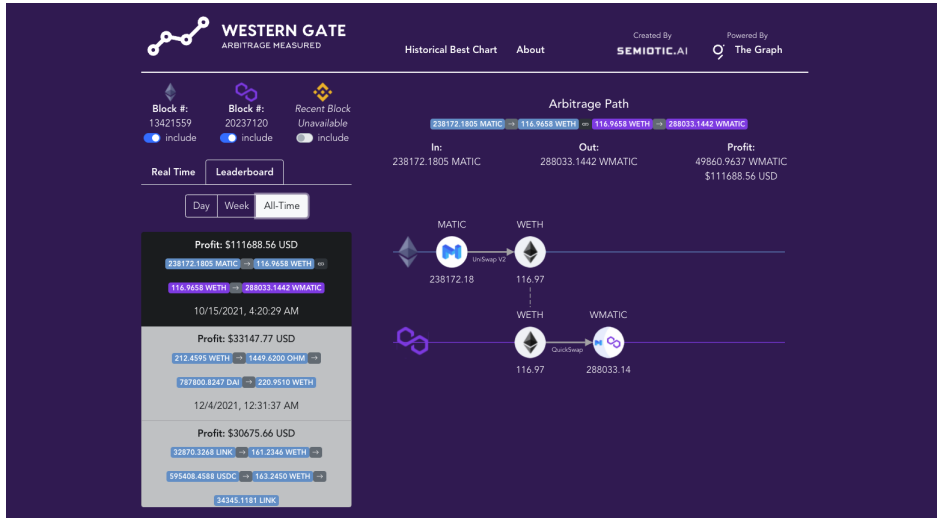 WESTERN GATE
ARBITRAGE MEASURED
Historical Best Chart
About
Created By
SEMIOTIC.AI
Powered By
The Graph
Block #:
13421559
include
Block #:
20237120
include
Recent Block
Unavailable
include
Real Time
Leaderboard
Day
Week
All-Time
Profit: $111688.56 USD
238172.1805 MATIC → 116.9658 WETH
116.9658 WETH → 288033.1442 WMATIC
10/15/2021, 4:20:29 AM
Profit: $33147.77 USD
212.4595 WETH → 1449.6200 OHM →
787800.8247 DAI → 220.9510 WETH
12/4/2021, 12:31:37 AM
Profit: $30675.66 USD
32870.3268 LINK → 161.2346 WETH →
595408.4588 USDC → 163.2450 WETH →
34345.1181 LINK
Arbitrage Path
238172.1805 MATIC → 116.9658 WETH 116.9658 WETH → 288033.1442 WMATIC
In:
238172.1805 MATIC
Out:
288033.1442 WMATIC
Profit:
49860.9637 WMATIC
$111688.56 USD
MATIC
WETH
UniSwap V2
238172.18
116.97
WETH
WMATIC
QuickSwap
116.97
288033.14